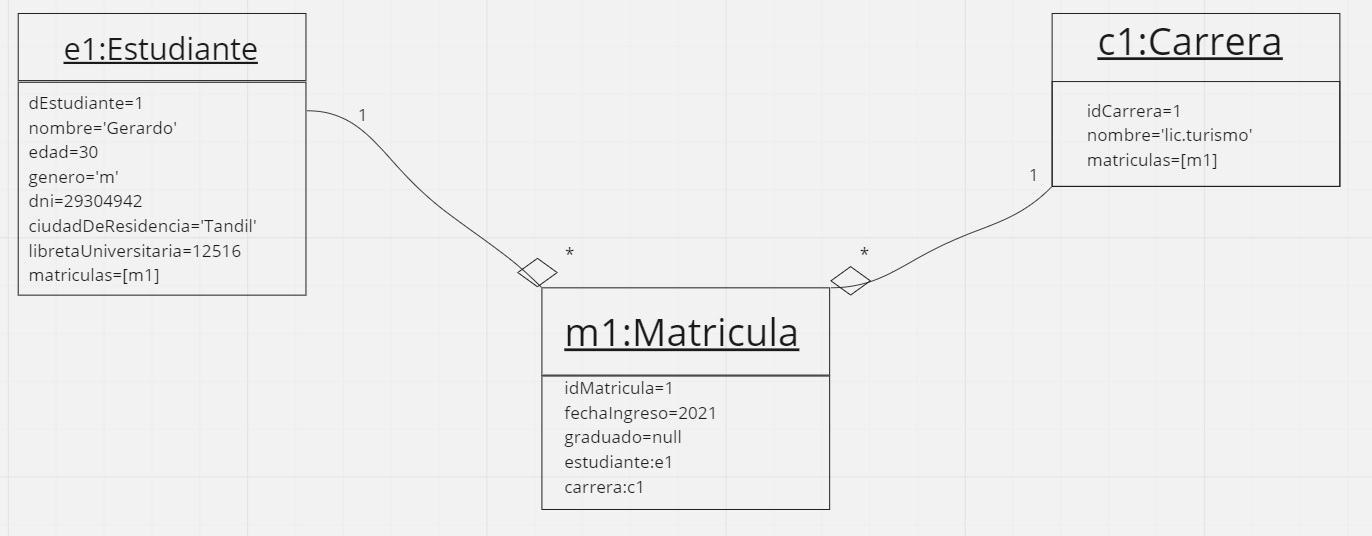 e1:Estudiante
dEstudiante=1
nombre='Gerardo'
edad=30
genero='m'
dni=29304942
ciudadDeResidencia='Tandil'
libretaUniversitaria=12516
matriculas=[m1]
1
*
c1:Carrera
idCarrera=1
nombre='lic.turismo'
matriculas=[m1]
1
*
m1:Matricula
idMatricula=1
fechaIngreso=2021
graduado=null
estudiante:e1
carrera:c1